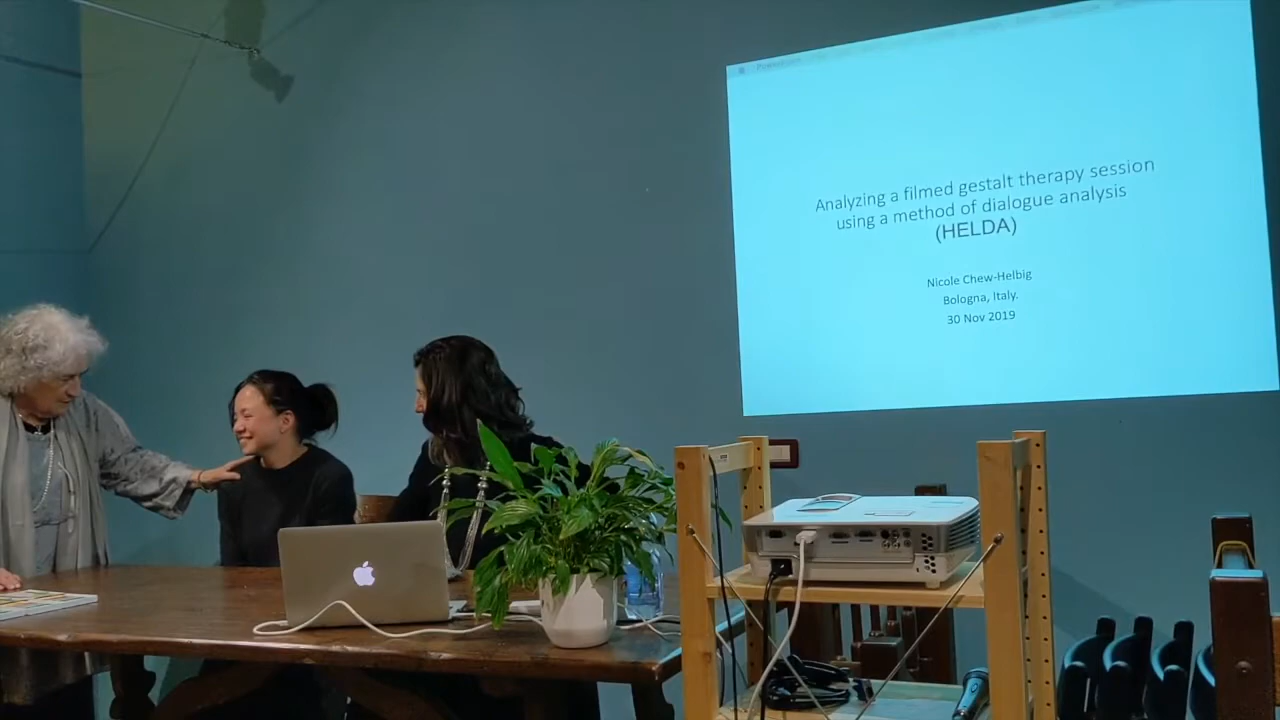 Analyzing a filmed gestalt therapy session
using a method of dialogue analysis
(HELDA)
Nicole Chew-Helbig
Bologna, Italy.
30 Nov 2019